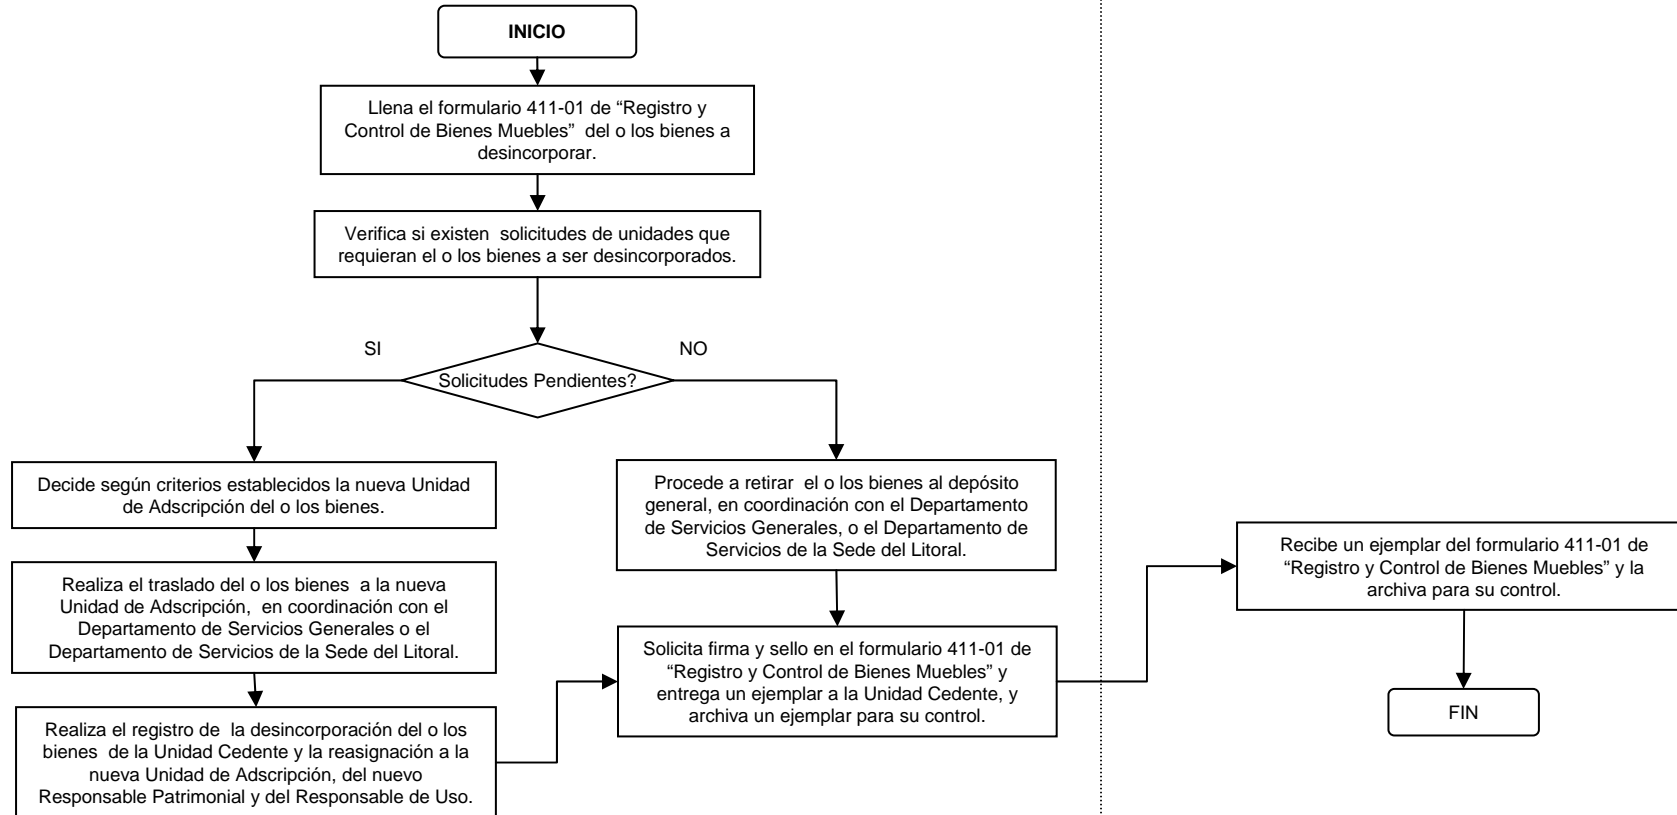 INICIO
Llena el formulario 411-01 de “Registro y
Control de Bienes Muebles” del o los bienes a
desincorporar.
Verifica si existen solicitudes de unidades que
requieran el o los bienes a ser desincorporados.
SI
NO
Solicitudes Pendientes?
Decide según criterios establecidos la nueva Unidad
de Adscripción del o los bienes.
Realiza el traslado del o los bienes a la nueva
Unidad de Adscripción, en coordinación con el
Departamento de Servicios Generales o el
Departamento de Servicios de la Sede del Litoral.
Realiza el registro de la desincorporación del o los
bienes de la Unidad Cedente y la reasignación a la
nueva Unidad de Adscripción, del nuevo
Responsable Patrimonial y del Responsable de Uso.
Procede a retirar el o los bienes al depósito
general, en coordinación con el Departamento
de Servicios Generales, o el Departamento de
Servicios de la Sede del Litoral.
Solicita firma y sello en el formulario 411-01 de
“Registro y Control de Bienes Muebles” y
entrega un ejemplar a la Unidad Cedente, y
archiva un ejemplar para su control.
Recibe un ejemplar del formulario 411-01 de
“Registro y Control de Bienes Muebles” y la
archiva para su control.
FIN